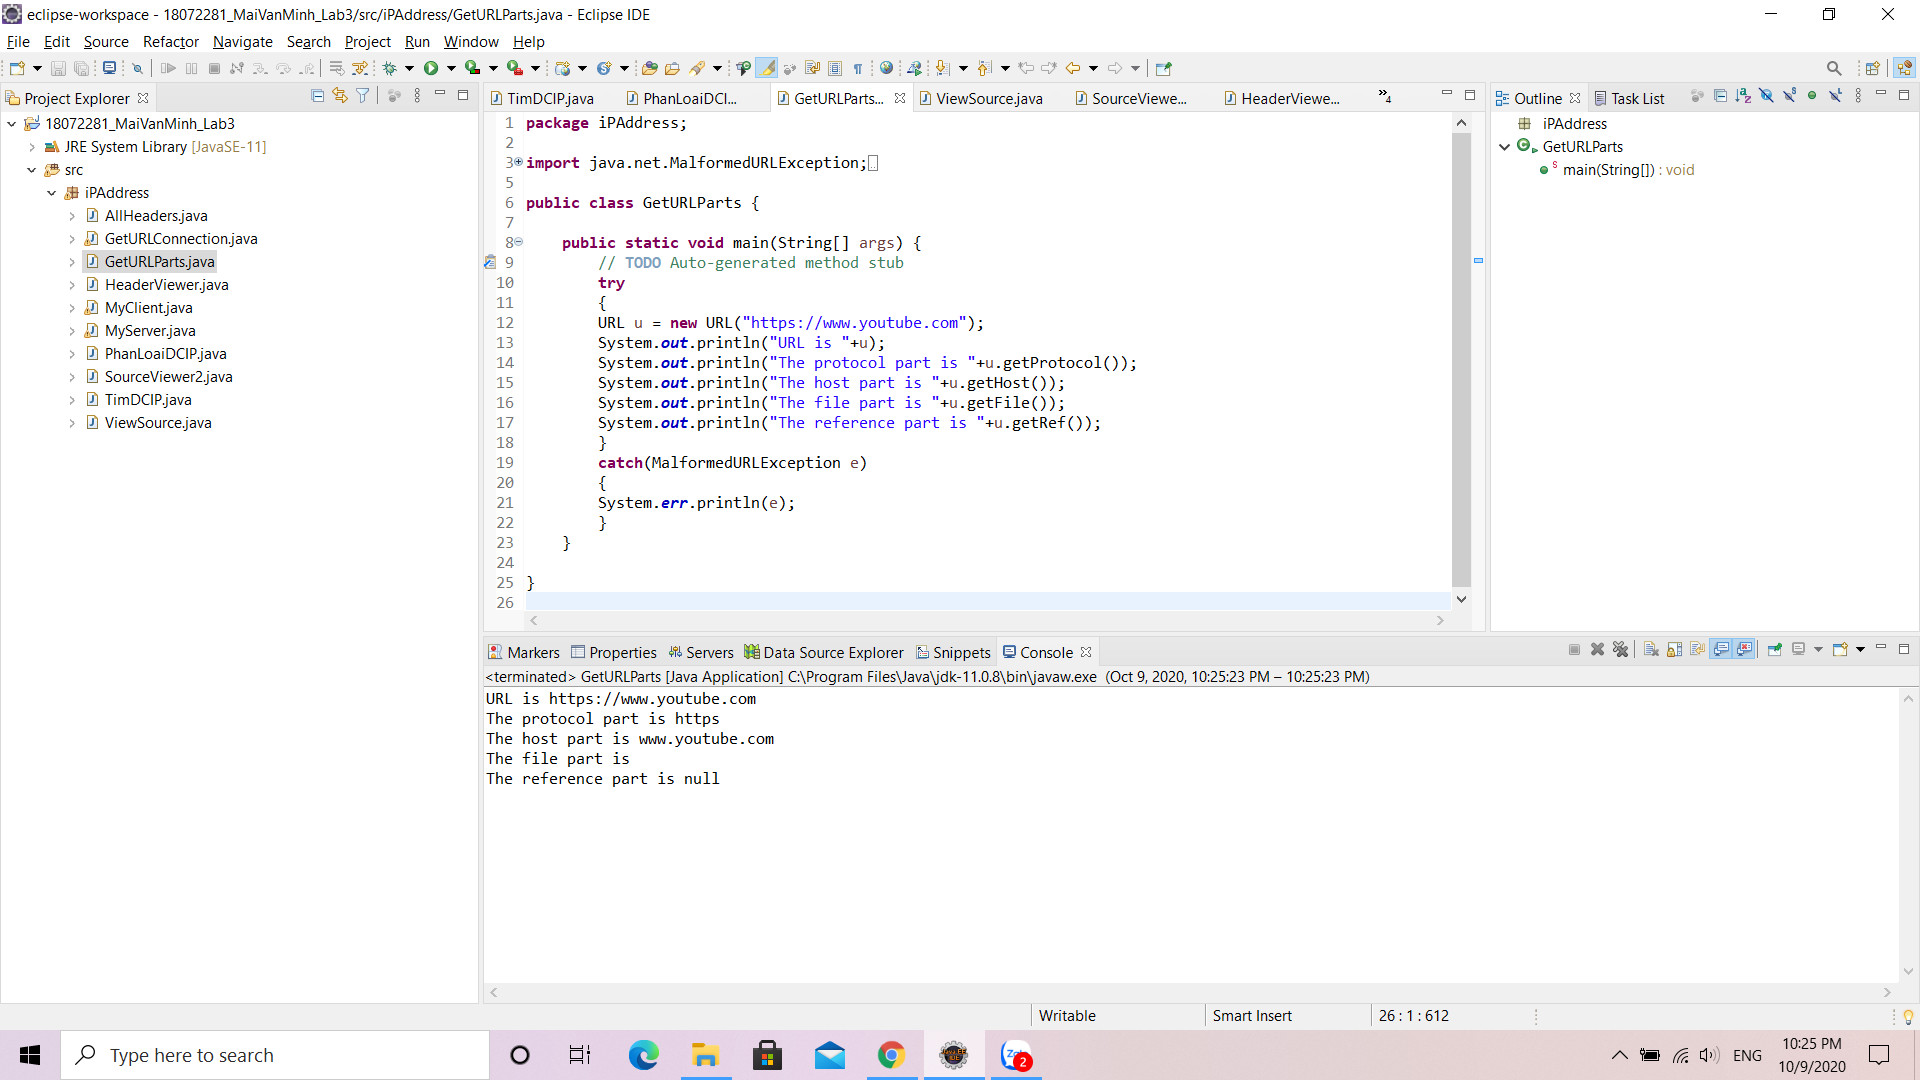 eclipse-workspace - 18072281_MaiVanMinh_Lab3/src/iPAddress/GetURLParts.java - Eclipse IDE
File Edit Source Refactor Navigate Search Project Run Window Help
Project Explorer
18072281_MaiVanMinh_Lab3
JRE System Library [JavaSE-11]
src
iPAddress
AllHeaders.java
GetURLConnection.java
GetURLParts.java
HeaderViewer.java
MyClient.java
MyServer.java
PhanLoaiDCIP.java
SourceViewer2.java
TimDCIP.java
ViewSource.java
TimDCIP.java PhanLoaiDCI... GetURLParts... ViewSource.java SourceViewe... HeaderViewe... »4
1 package iPAddress;
2
3 import java.net.MalformedURLException;
5
6 public class GetURLParts {
7
8 public static void main(String[] args) {
9 // TODO Auto-generated method stub
10 try
11 {
12 URL u = new URL("https://www.youtube.com");
13 System.out.println("URL is "+u);
14 System.out.println("The protocol part is "+u.getProtocol());
15 System.out.println("The host part is "+u.getHost());
16 System.out.println("The file part is "+u.getFile());
17 System.out.println("The reference part is "+u.getRef());
18 }
19 catch(MalformedURLException e)
20 {
21 System.err.println(e);
22 }
23 }
24
25 }
26
Outline Task List
iPAddress
GetURLParts
main(String[]) : void
Markers Properties Servers Data Source Explorer Snippets Console
<terminated> GetURLParts [Java Application] C:\Program Files\Java\jdk-11.0.8\bin\javaw.exe (Oct 9, 2020, 10:25:23 PM – 10:25:23 PM)
URL is https://www.youtube.com
The protocol part is https
The host part is www.youtube.com
The file part is
The reference part is null
Writable Smart Insert 26 : 1 : 612
Type here to search
2
ENG
10:25 PM
10/9/2020